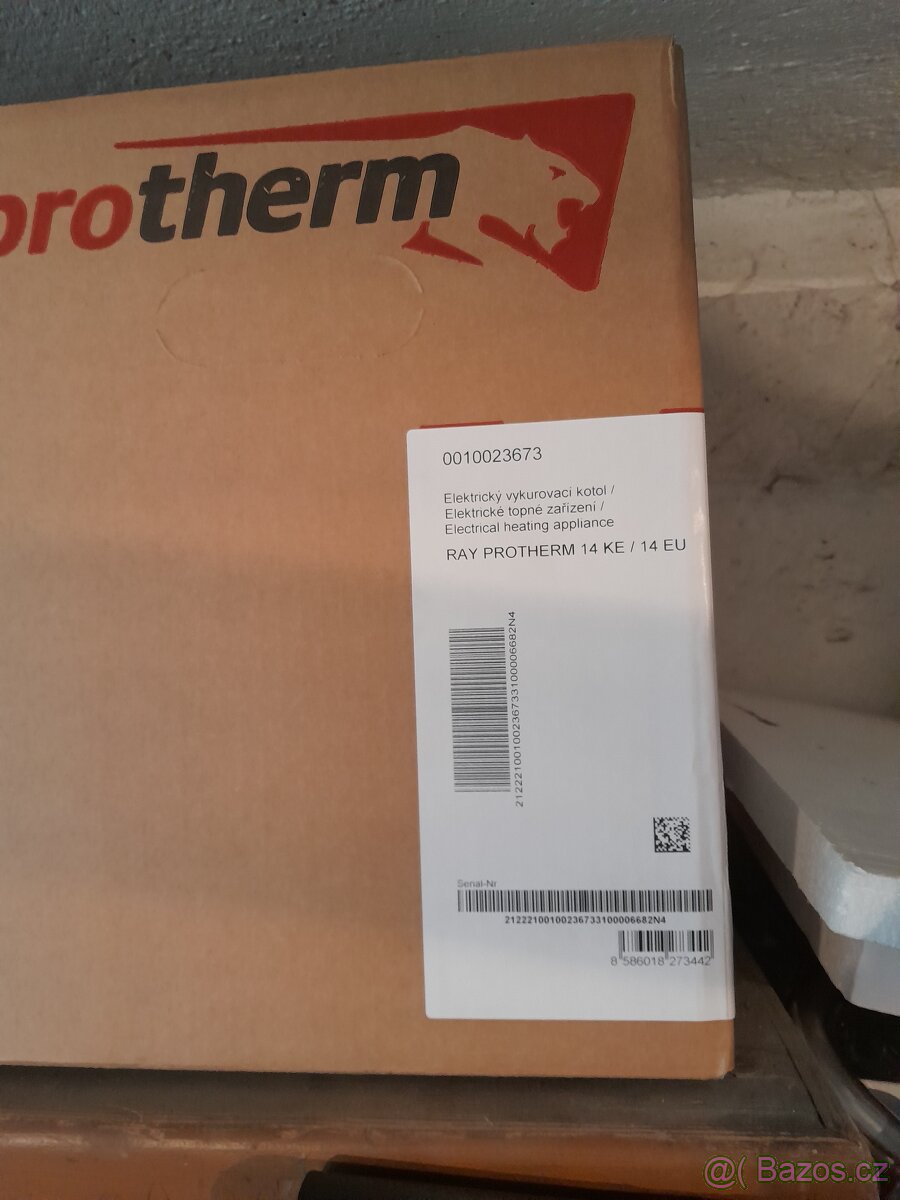 protherm
0010023673
Elektrický vykurovací kotol /
Elektrické topné zařízení /
Electrical heating appliance
RAY PROTHERM 14 KE / 14 EU
21222100100236733100006682N4
Serial-Nr
21222100100236733100006682N4
8 586018 273442
@( Bazos.cz